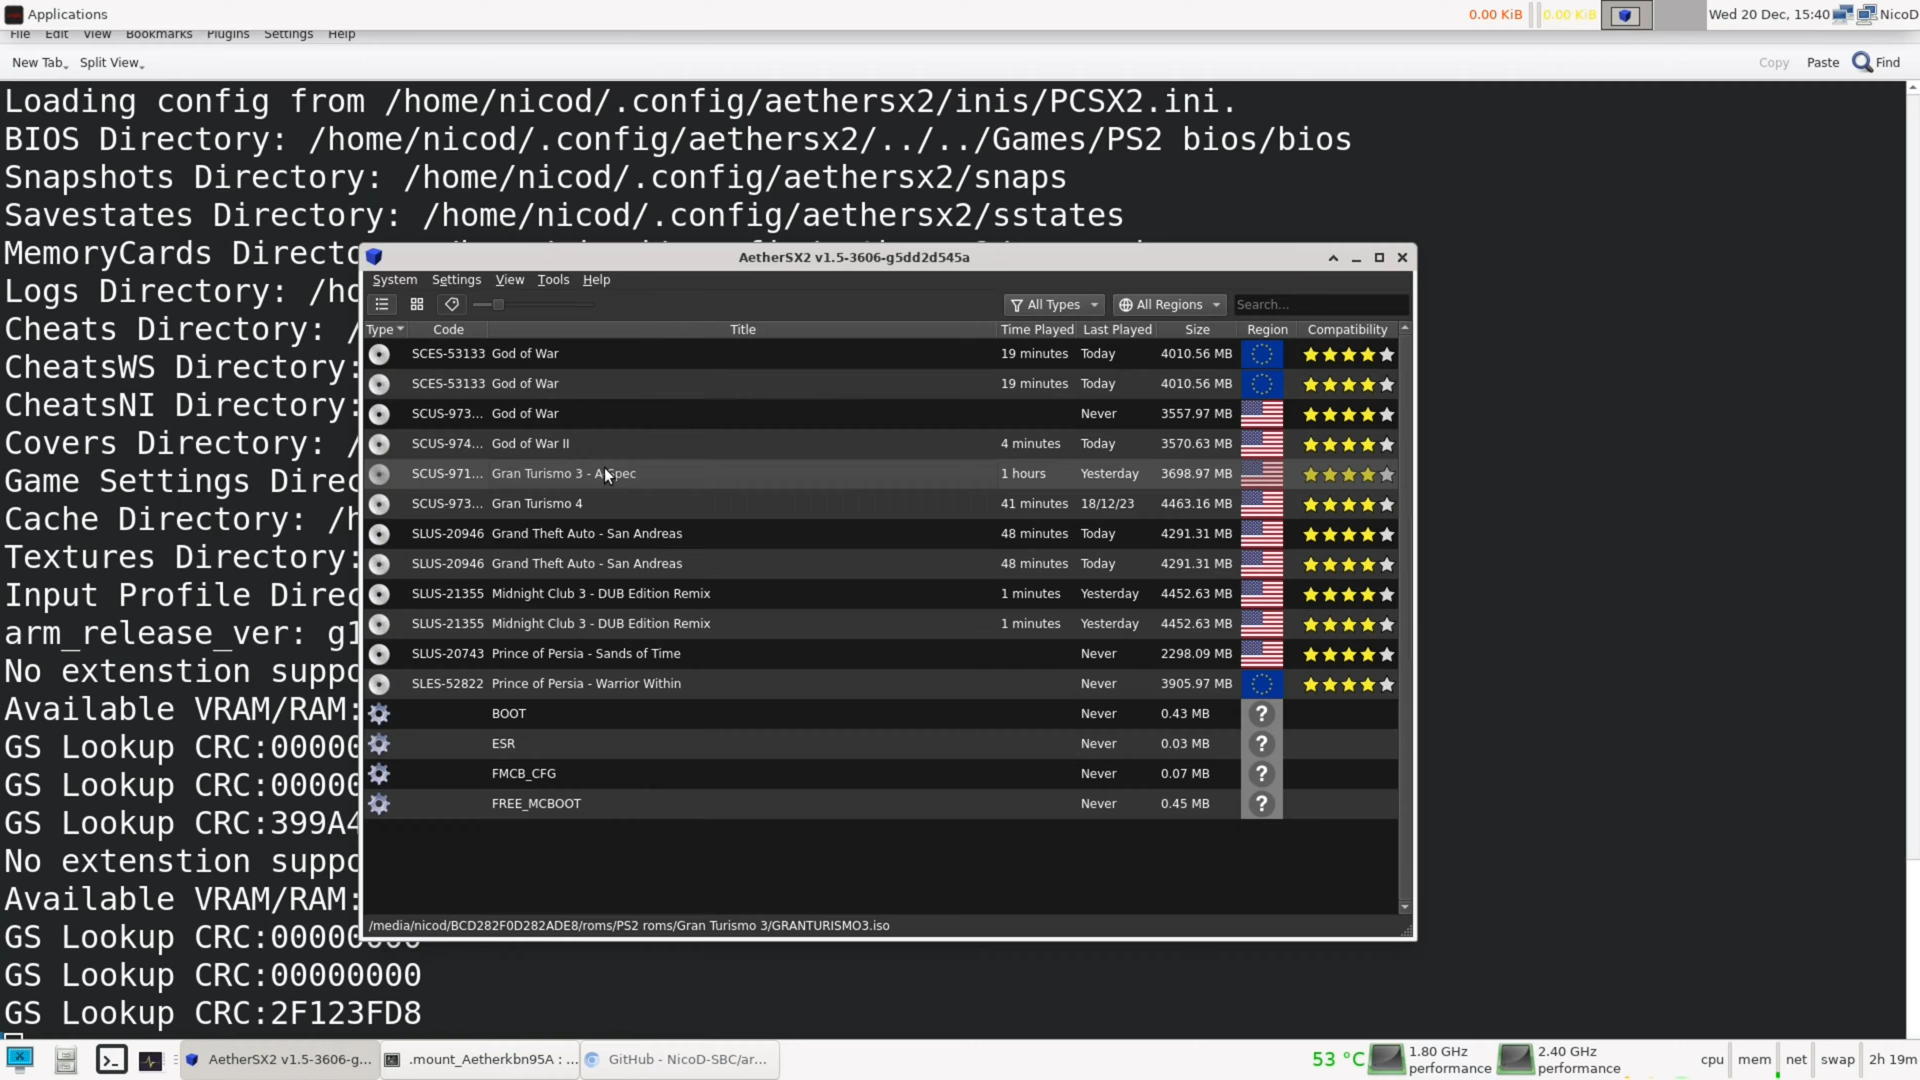 Applications
0.00 KiB 0.00 KiB Wed 20 Dec, 15:40 NicoD
File Edit View Bookmarks Plugins Settings Help
New Tab Split View Copy Paste Find
Loading config from /home/nicod/.config/aethersx2/inis/PCSX2.ini.
BIOS Directory: /home/nicod/.config/aethersx2/../../Games/PS2 bios/bios
Snapshots Directory: /home/nicod/.config/aethersx2/snaps
Savestates Directory: /home/nicod/.config/aethersx2/sstates
MemoryCards Directo
Logs Directory: /ho
Cheats Directory: /
CheatsWS Directory:
CheatsNI Directory:
Covers Directory: /
Game Settings Direc
Cache Directory: /h
Textures Directory:
Input Profile Direc
arm_release_ver: g1
No extenstion suppo
Available VRAM/RAM:
GS Lookup CRC:00000
GS Lookup CRC:00000
GS Lookup CRC:399A4
No extenstion suppo
Available VRAM/RAM:
GS Lookup CRC:00000000
GS Lookup CRC:00000000
GS Lookup CRC:2F123FD8
AetherSX2 v1.5-3606-g5dd2d545a
System Settings View Tools Help
All Types All Regions Search...
Type Code Title Time Played Last Played Size Region Compatibility
SCES-53133 God of War 19 minutes Today 4010.56 MB
SCES-53133 God of War 19 minutes Today 4010.56 MB
SCUS-973... God of War Never 3557.97 MB
SCUS-974... God of War II 4 minutes Today 3570.63 MB
SCUS-971... Gran Turismo 3 - A-Spec 1 hours Yesterday 3698.97 MB
SCUS-973... Gran Turismo 4 41 minutes 18/12/23 4463.16 MB
SLUS-20946 Grand Theft Auto - San Andreas 48 minutes Today 4291.31 MB
SLUS-20946 Grand Theft Auto - San Andreas 48 minutes Today 4291.31 MB
SLUS-21355 Midnight Club 3 - DUB Edition Remix 1 minutes Yesterday 4452.63 MB
SLUS-21355 Midnight Club 3 - DUB Edition Remix 1 minutes Yesterday 4452.63 MB
SLUS-20743 Prince of Persia - Sands of Time Never 2298.09 MB
SLES-52822 Prince of Persia - Warrior Within Never 3905.97 MB
BOOT Never 0.43 MB ?
ESR Never 0.03 MB ?
FMCB_CFG Never 0.07 MB ?
FREE_MCBOOT Never 0.45 MB ?
/media/nicod/BCD282F0D282ADE8/roms/PS2 roms/Gran Turismo 3/GRANTURISMO3.iso
AetherSX2 v1.5-3606-g... .mount_Aetherkbn95A : ... GitHub - NicoD-SBC/ar... 53 °C 1.80 GHz performance 2.40 GHz performance cpu mem net swap 2h 19m